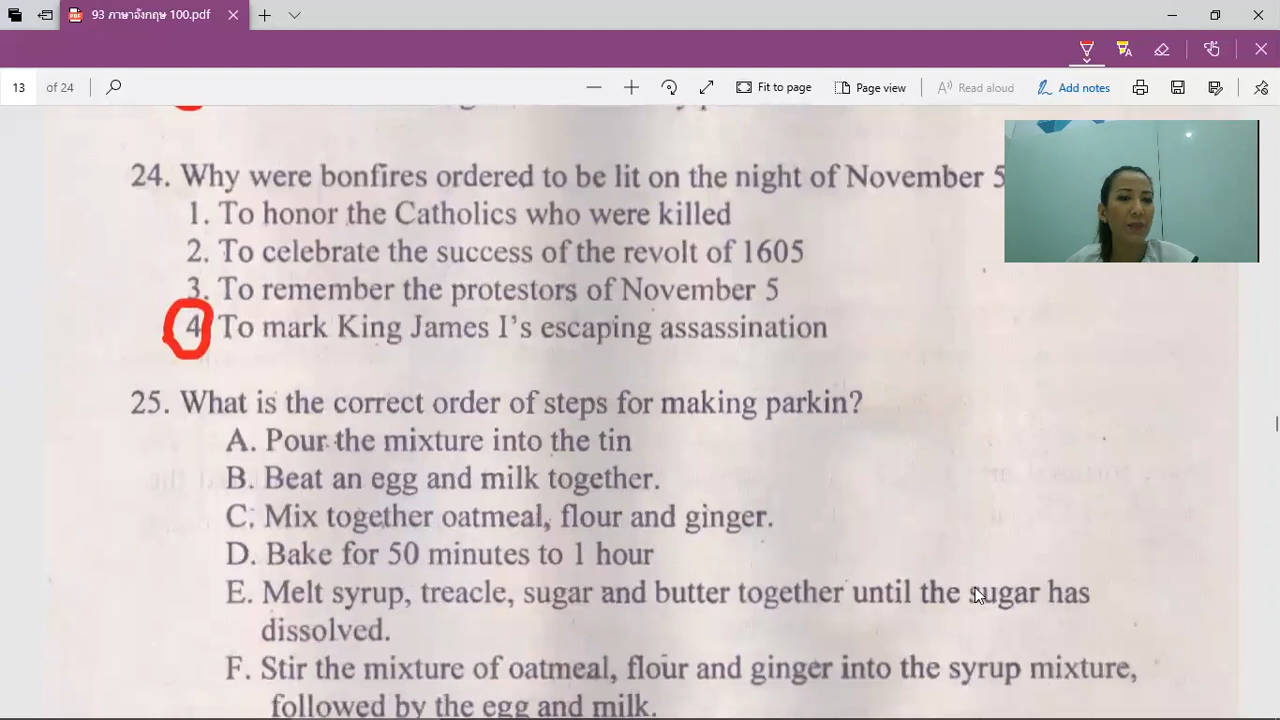 93 ภาษาอังกฤษ 100.pdf
13 of 24
Fit to page
Page view
Read aloud
Add notes
24. Why were bonfires ordered to be lit on the night of November 5
1. To honor the Catholics who were killed
2. To celebrate the success of the revolt of 1605
3. To remember the protestors of November 5
4 To mark King James I's escaping assassination
25. What is the correct order of steps for making parkin?
A. Pour the mixture into the tin
B. Beat an egg and milk together.
C. Mix together oatmeal, flour and ginger.
D. Bake for 50 minutes to 1 hour
E. Melt syrup, treacle, sugar and butter together until the sugar has
dissolved.
F. Stir the mixture of oatmeal, flour and ginger into the syrup mixture,
followed by the egg and milk.